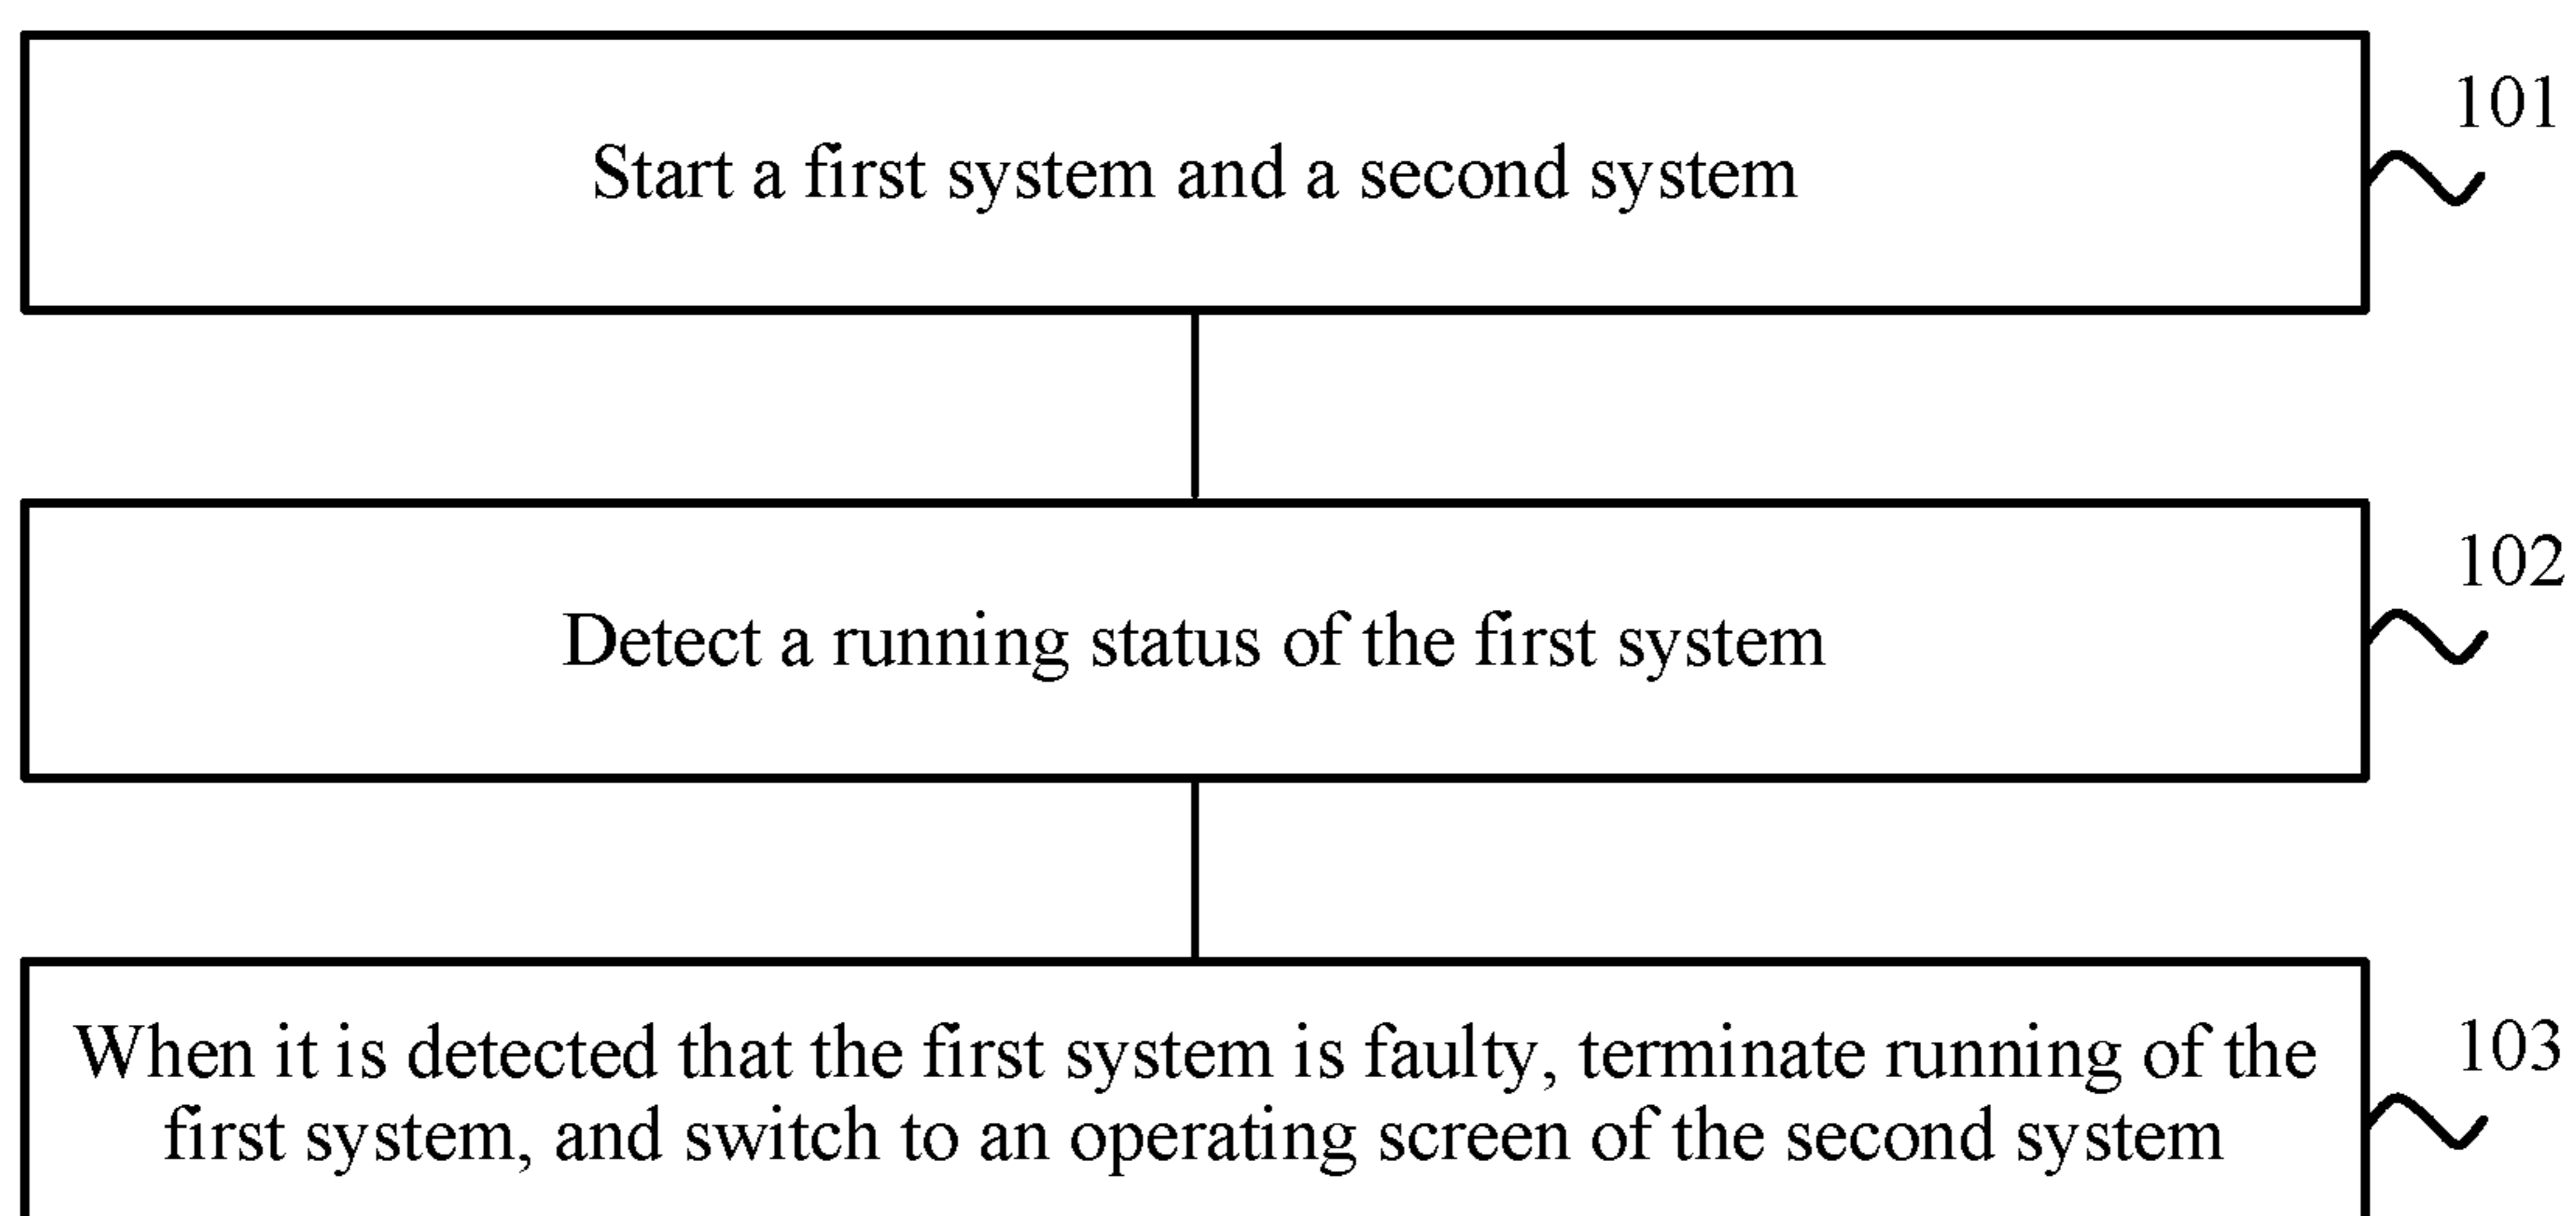 101
Start a first system and a second system
102
Detect a running status of the first system
103
When it is detected that the first system is faulty, terminate running of the
first system, and switch to an operating screen of the second system